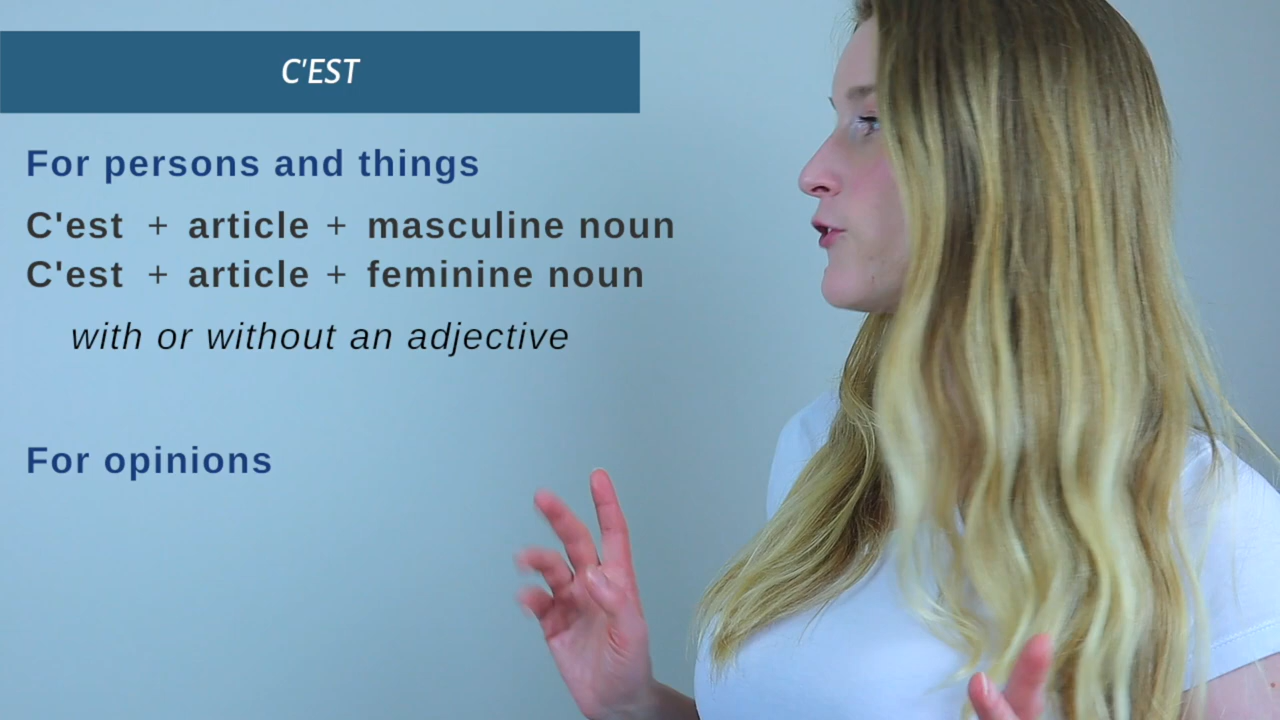 C'EST
For persons and things
C'est + article + masculine noun
C'est + article + feminine noun
with or without an adjective
For opinions